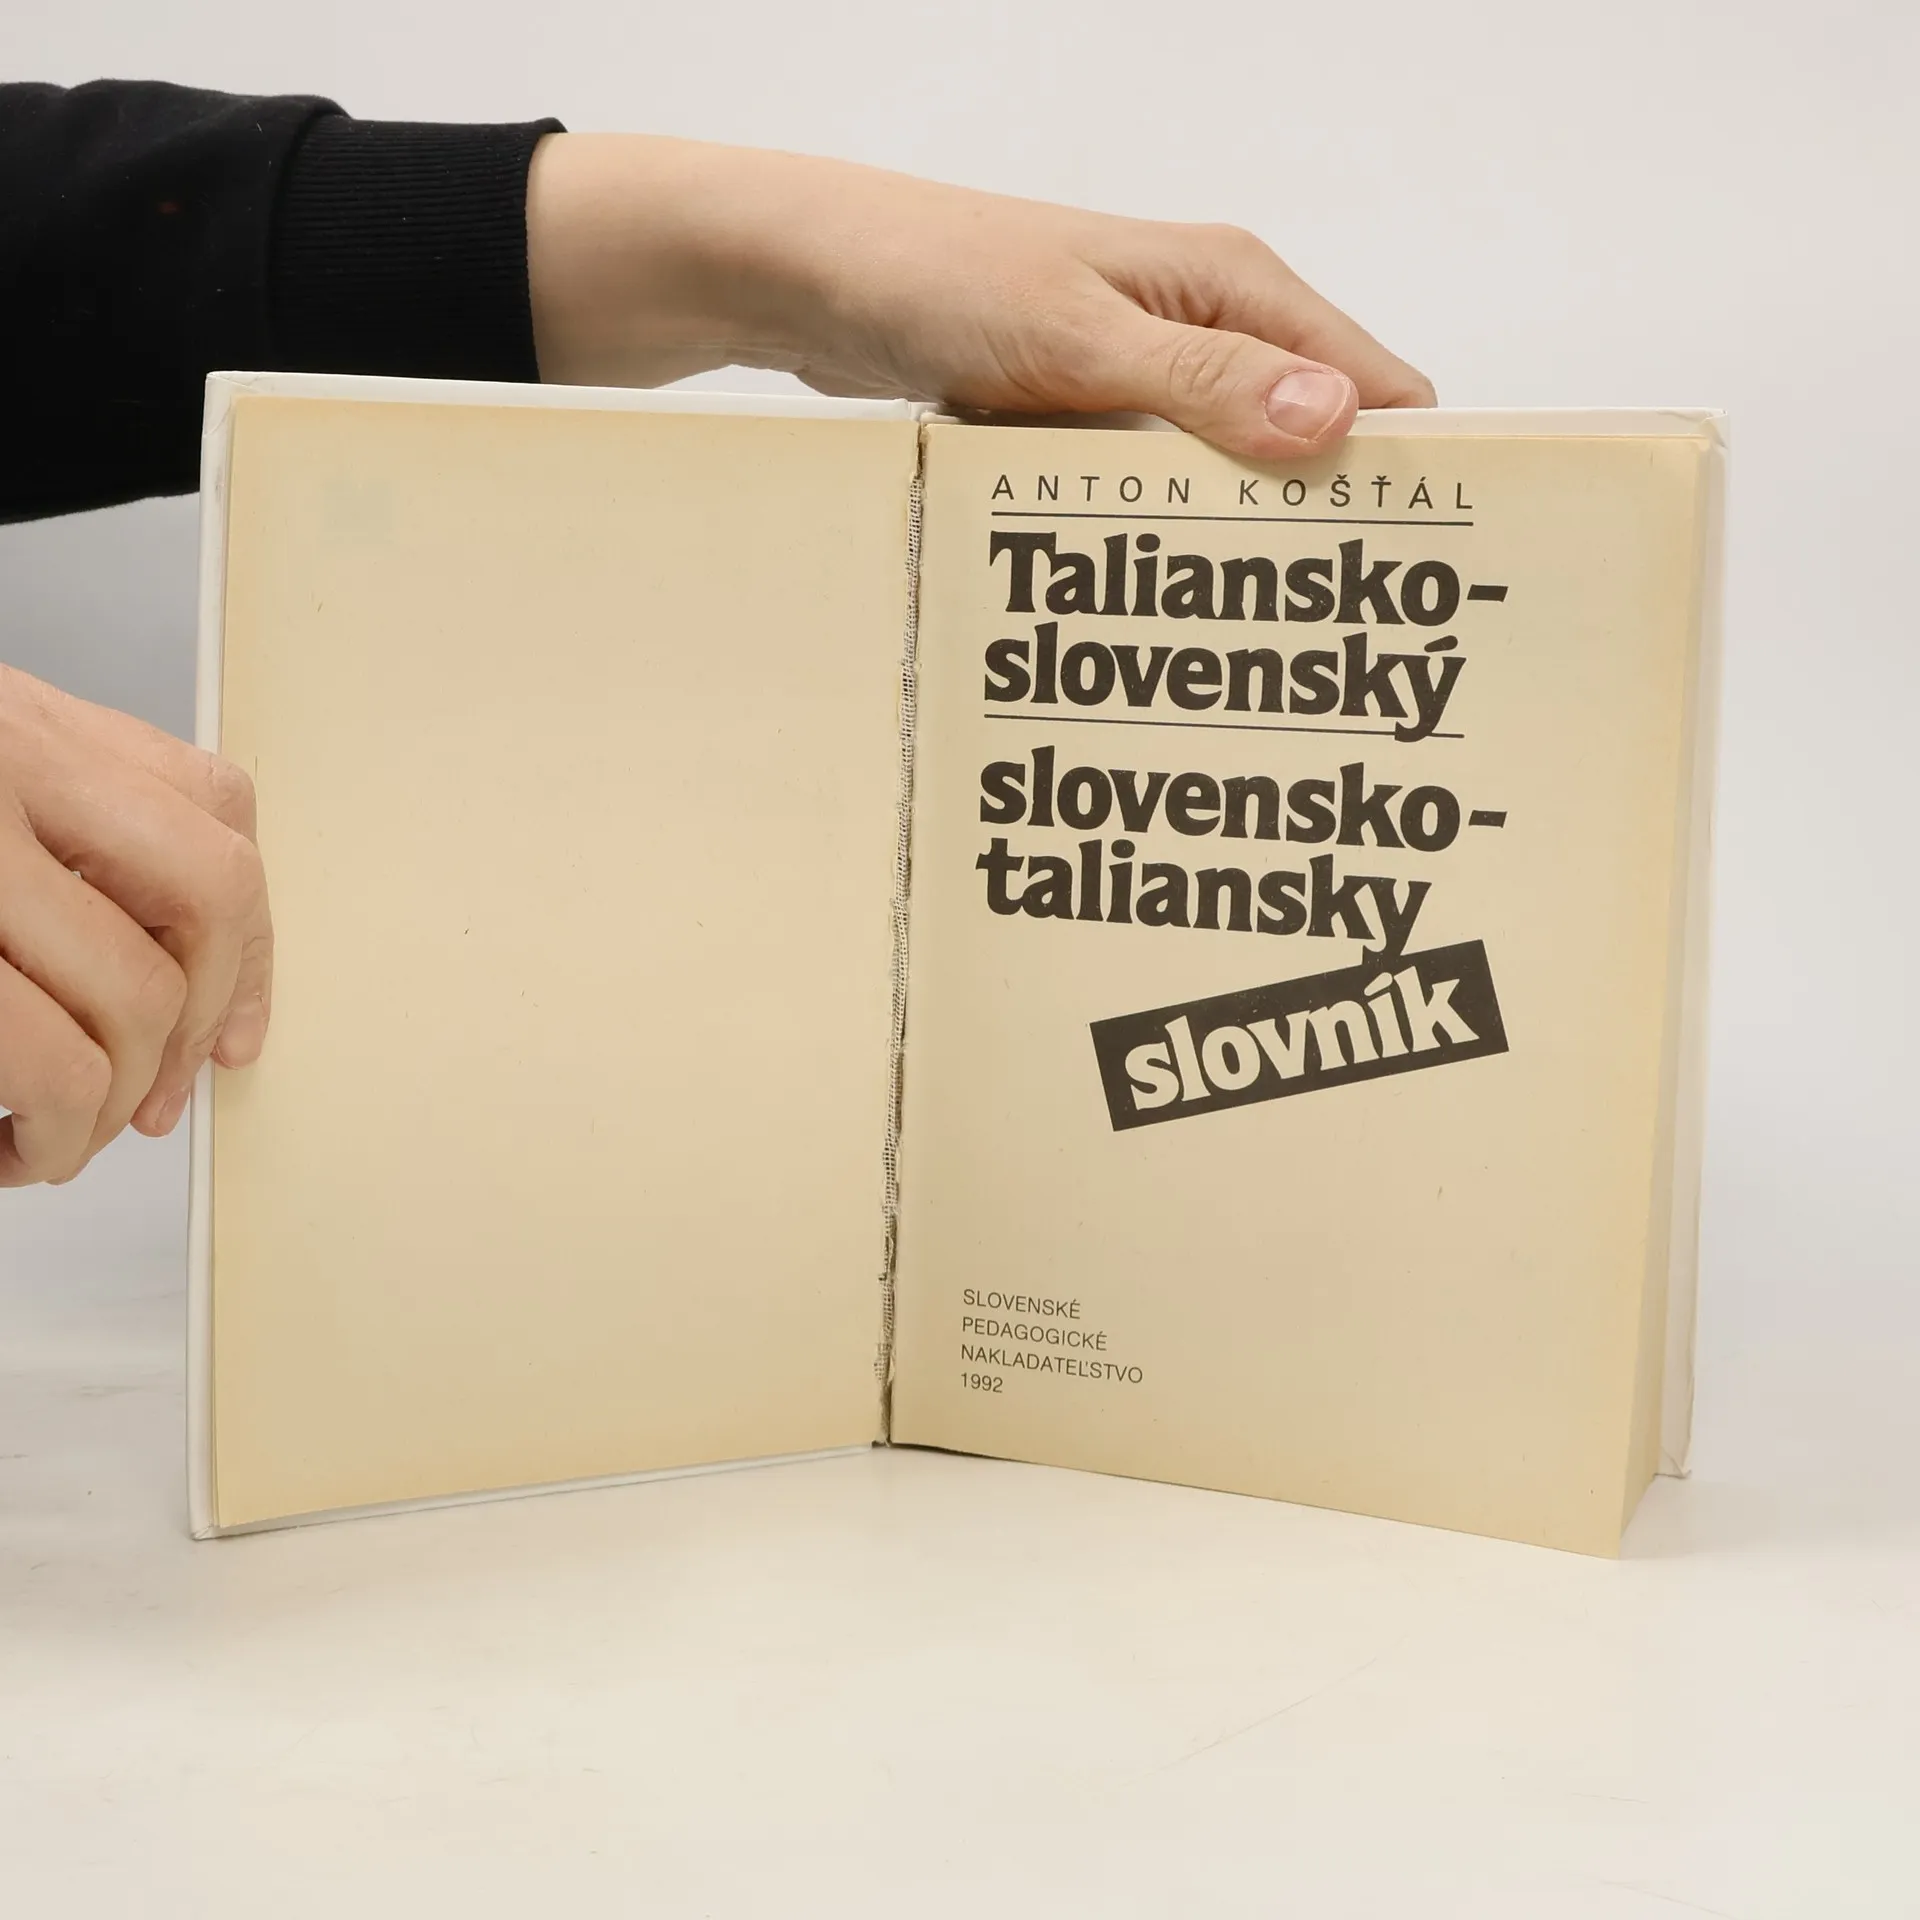 ANTON KOŠŤÁL
Taliansko-
slovenský
slovensko-
taliansky
slovník
SLOVENSKÉ
PEDAGOGICKÉ
NAKLADATEĽSTVO
1992